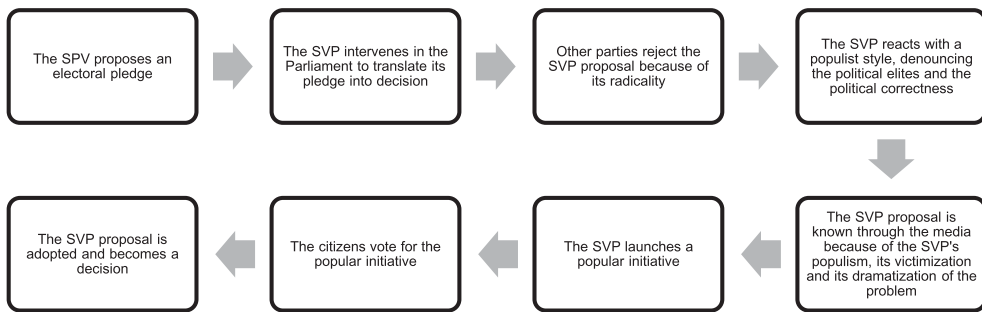 The SPV proposes an
electoral pledge
The SVP intervenes in the
Parliament to translate its
pledge into decision
Other parties reject the
SVP proposal because of
its radicality
The SVP reacts with a
populist style, denouncing
the political elites and the
political correctness
The SVP proposal is
known through the media
because of the SVP's
populism, its victimization
and its dramatization of the
problem
The SVP launches a
popular initiative
The citizens vote for the
popular initiative
The SVP proposal is
adopted and becomes a
decision